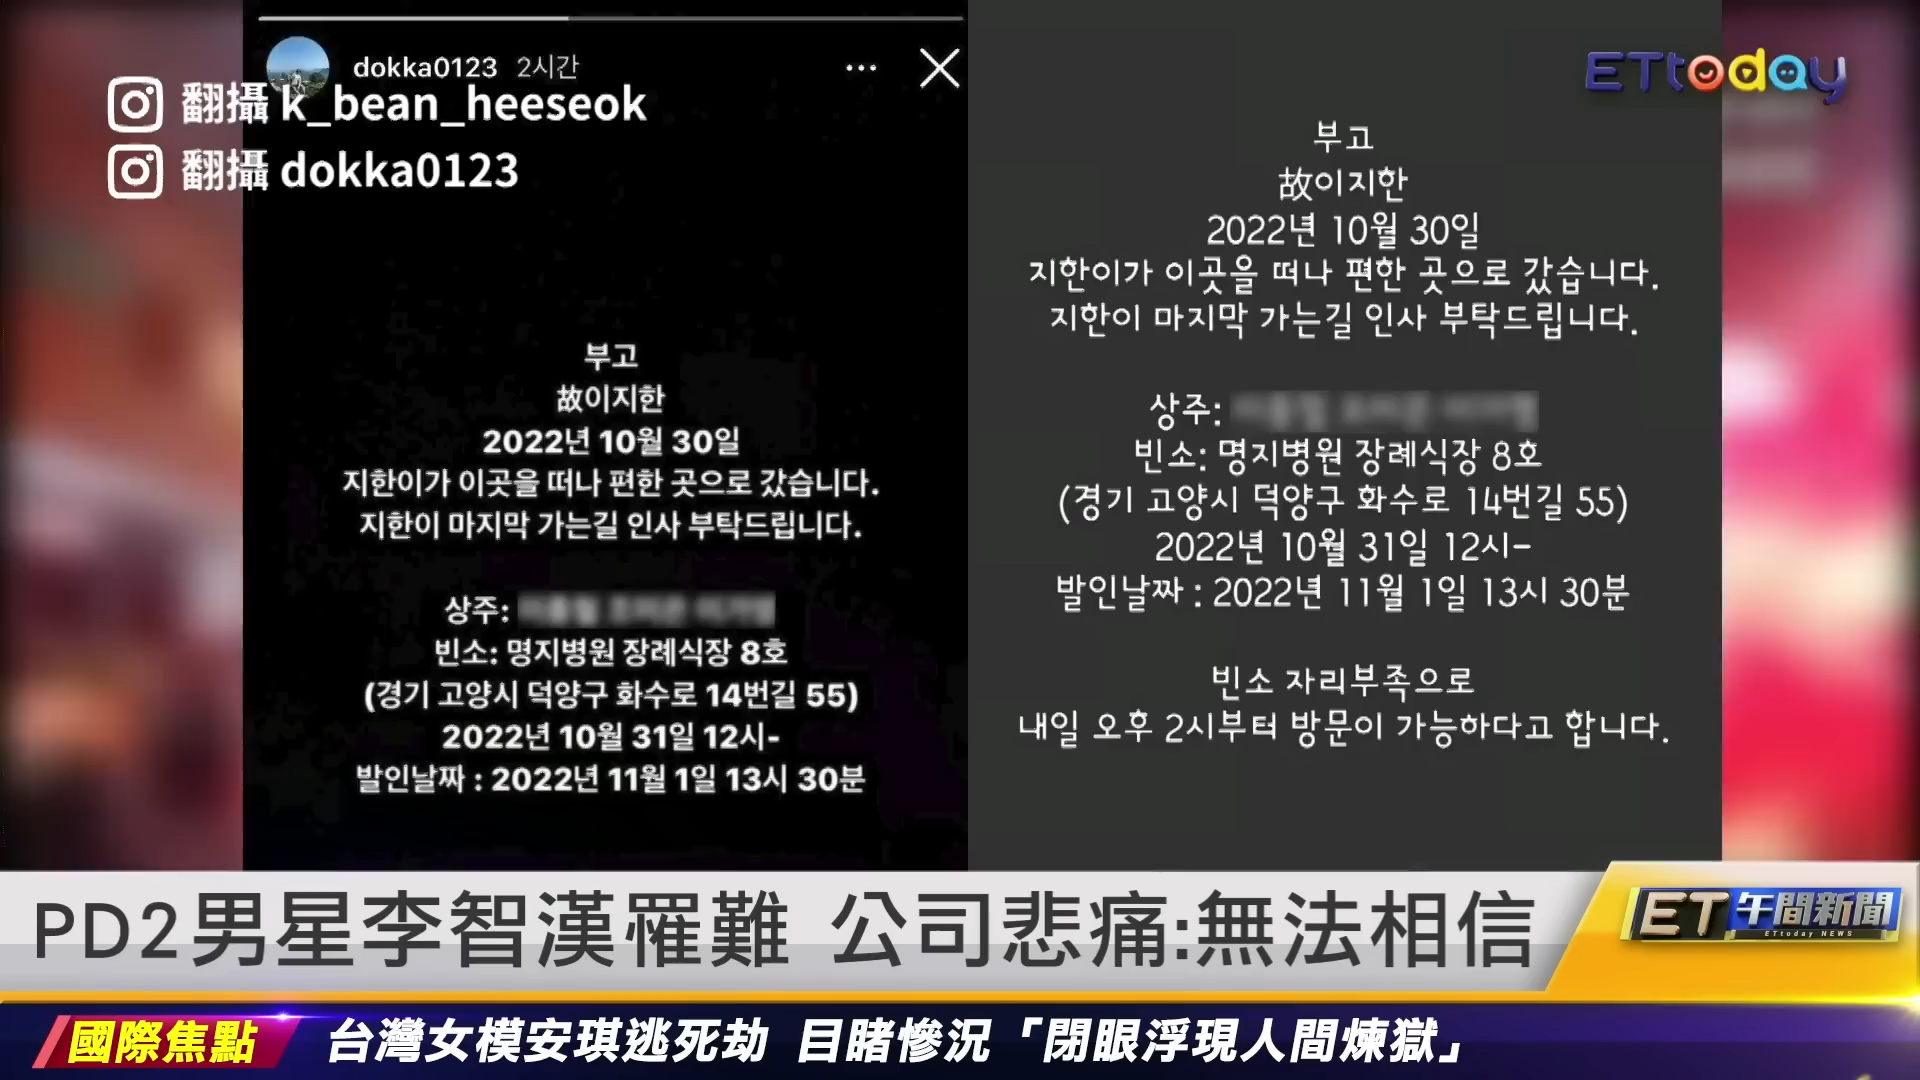 dokka0123 2시간
翻攝 k_bean_heeseok
翻攝 dokka0123
부고
故이지한
2022년 10월 30일
지한이가 이곳을 떠나 편한 곳으로 갔습니다.
지한이 마지막 가는길 인사 부탁드립니다.
상주:
빈소: 명지병원 장례식장 8호
(경기 고양시 덕양구 화수로 14번길 55)
2022년 10월 31일 12시-
발인날짜 : 2022년 11월 1일 13시 30분
ETtoday
부고
故이지한
2022년 10월 30일
지한이가 이곳을 떠나 편한 곳으로 갔습니다.
지한이 마지막 가는길 인사 부탁드립니다.
상주:
빈소: 명지병원 장례식장 8호
(경기 고양시 덕양구 화수로 14번길 55)
2022년 10월 31일 12시-
발인날짜 : 2022년 11월 1일 13시 30분
빈소 자리부족으로
내일 오후 2시부터 방문이 가능하다고 합니다.
PD2男星李智漢罹難 公司悲痛:無法相信
ET午間新聞
ETtoday NEWS
國際焦點
台灣女模安琪逃死劫 目睹慘況「閉眼浮現人間煉獄」